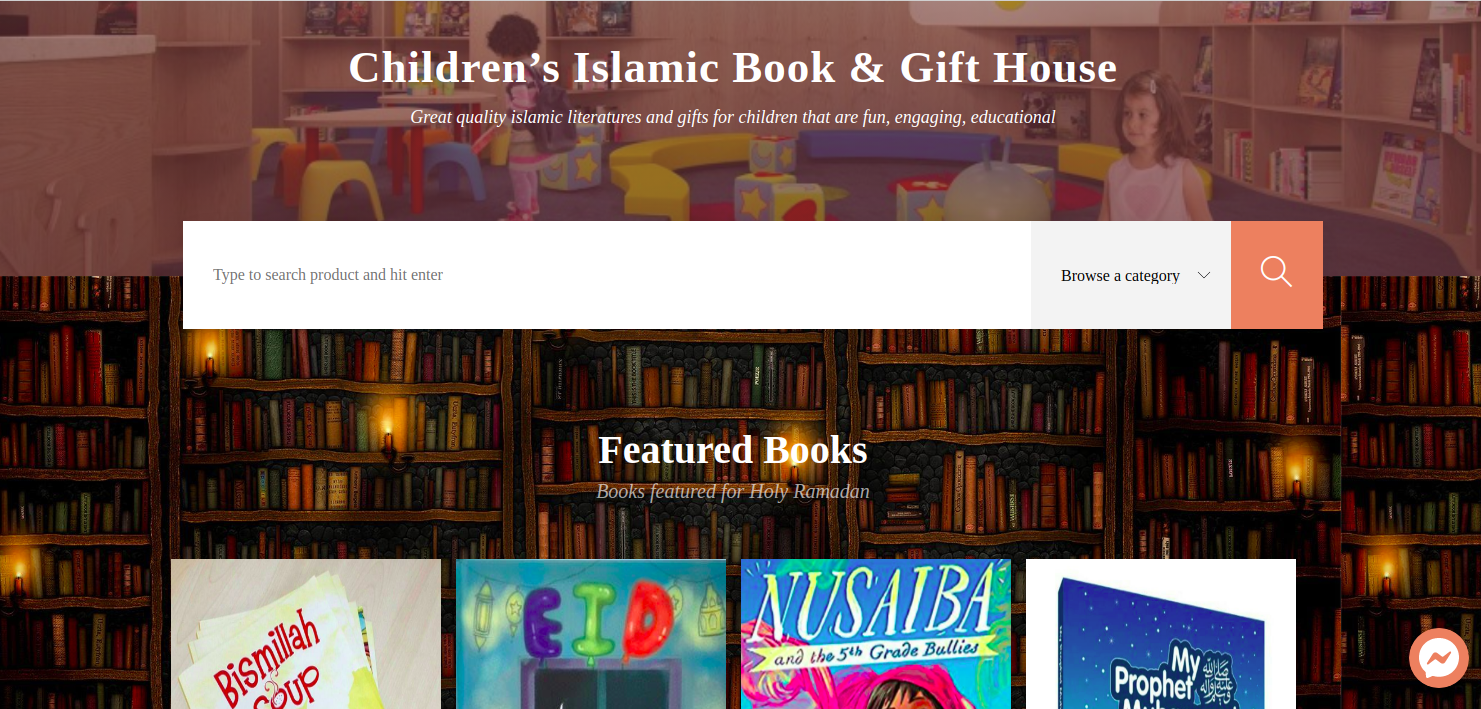 Children’s Islamic Book & Gift House
Great quality islamic literatures and gifts for children that are fun, engaging, educational
Type to search product and hit enter
Browse a category
Featured Books
Books featured for Holy Ramadan
Bismillah
Soup
EID
NUSAIBA
and the 5th Grade Bullies
My
Prophet